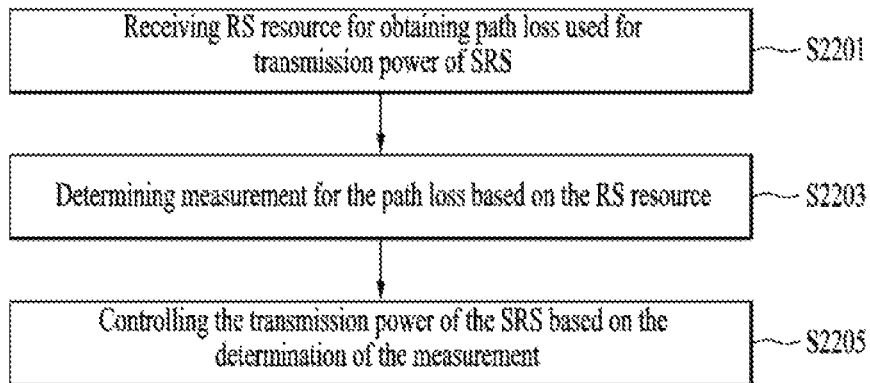 Receiving RS resource for obtaining path loss used for
transmission power of SRS
S2201
Determining measurement for the path loss based on the RS resource
S2203
Controlling the transmission power of the SRS based on the
determination of the measurement
S2205